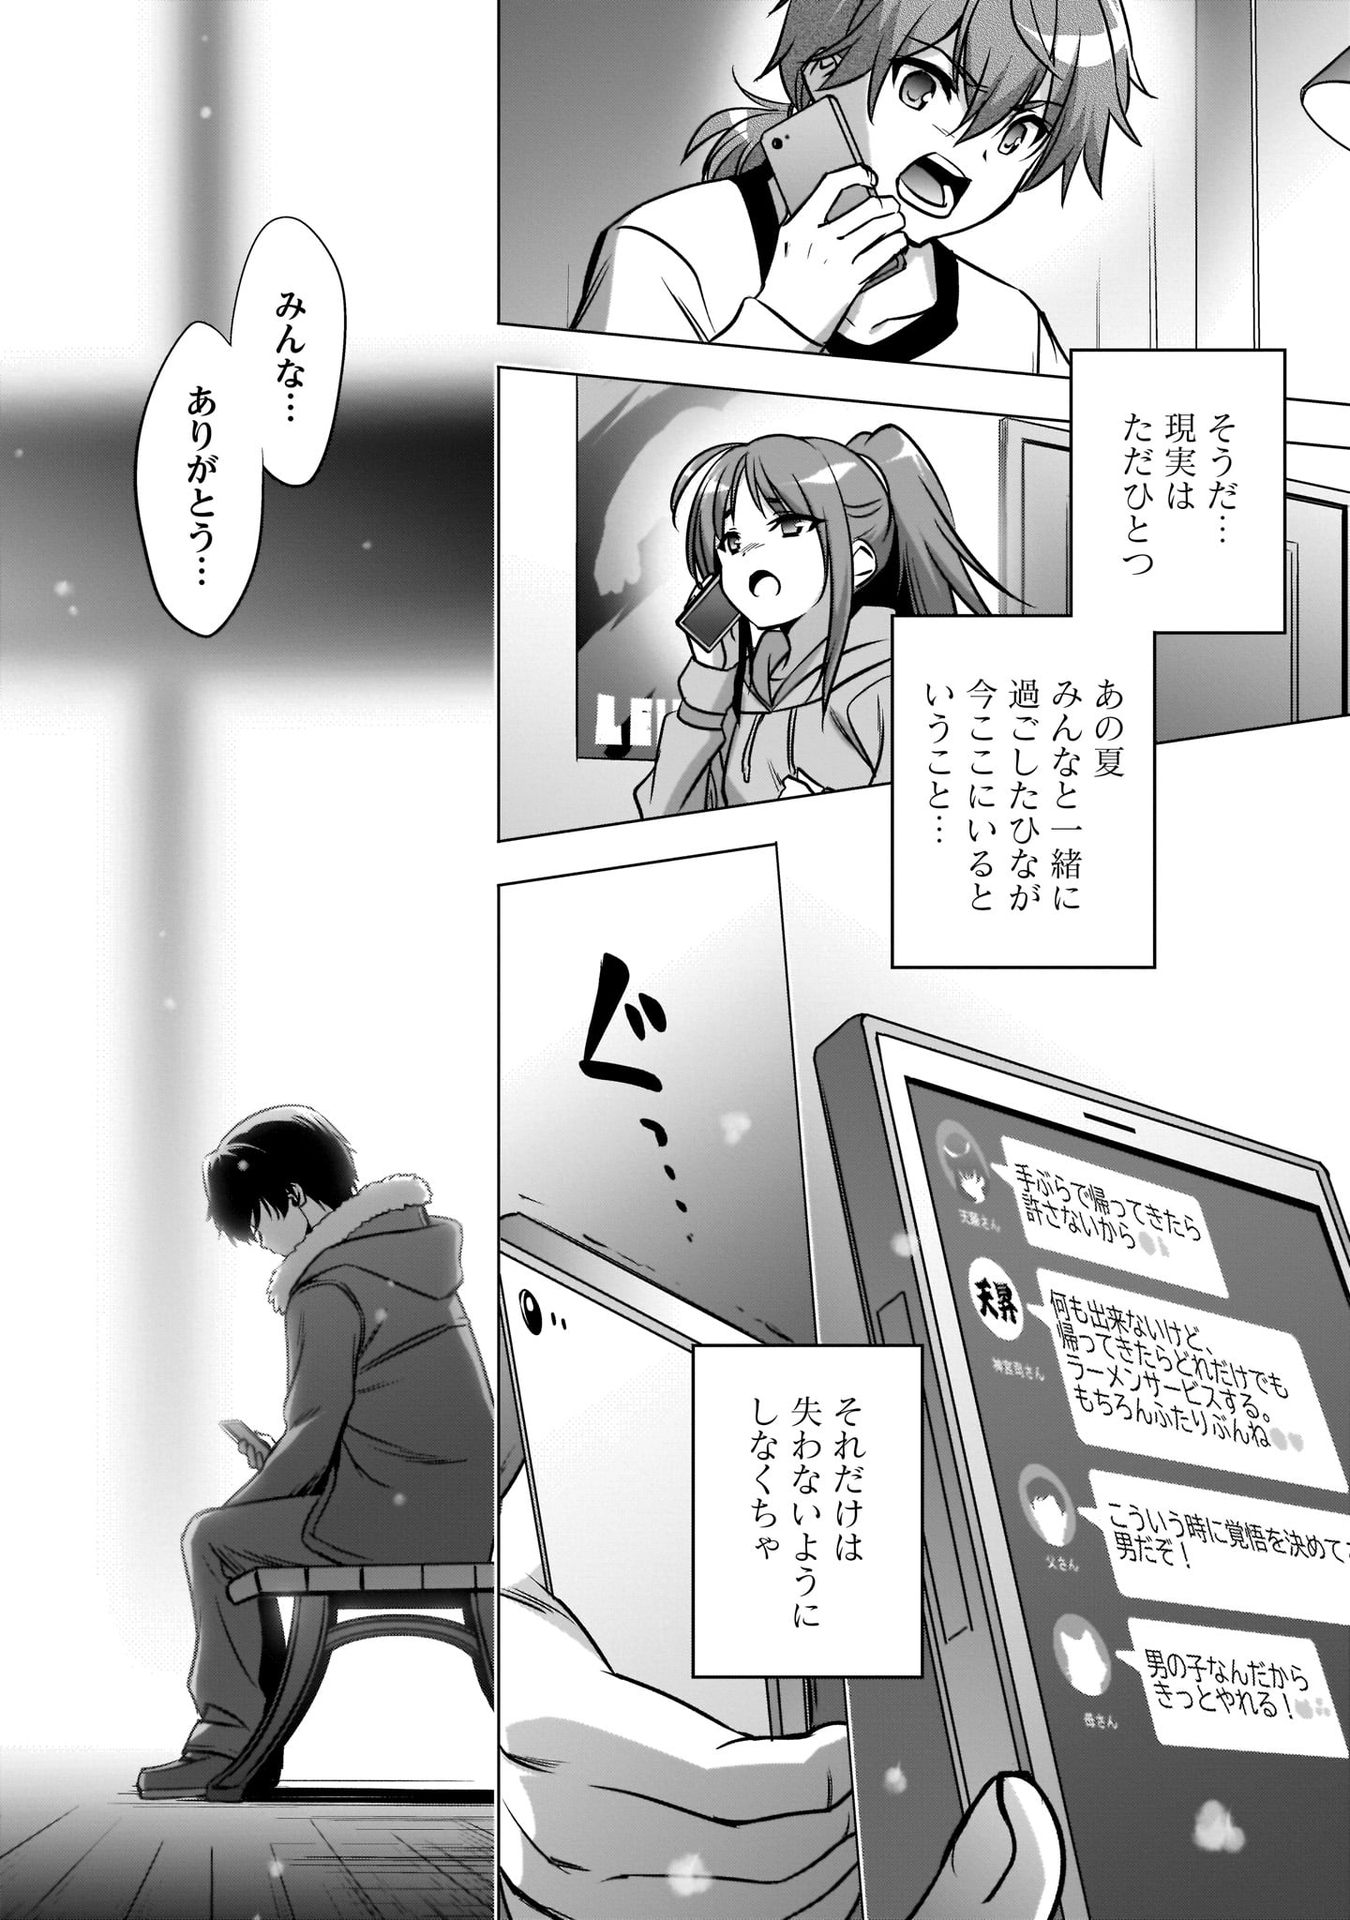 そうだ…
現実は
ただひとつ
あの夏
みんなと一緒に
過ごしたひなが
今ここにいると
いうこと…
ぐ…
手ぶらで帰ってきたら
許さないから
天昇
神宮司さん
何も出来ないけど、
帰ってきたらどれだけでも
ラーメンサービスする。
もちろんふたりぶんね
父さん
こういう時に覚悟を決めて
男だぞ！
母さん
男の子なんだから
きっとやれる！
それだけは
失わないように
しなくちゃ
みんな…
ありがとう…